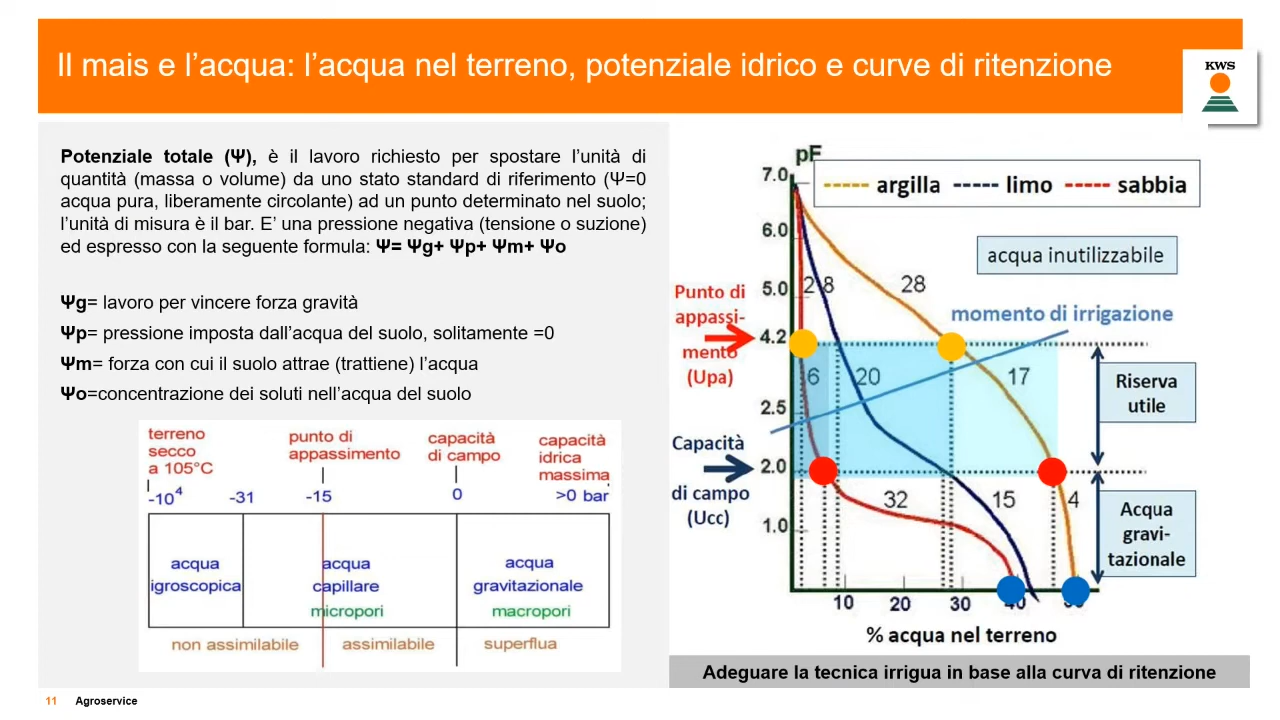 Il mais e l’acqua: l’acqua nel terreno, potenziale idrico e curve di ritenzione
KWS
Potenziale totale (Ψ), è il lavoro richiesto per spostare l’unità di
quantità (massa o volume) da uno stato standard di riferimento (Ψ=0
acqua pura, liberamente circolante) ad un punto determinato nel suolo;
l’unità di misura è il bar. E’ una pressione negativa (tensione o suzione)
ed espresso con la seguente formula: Ψ= Ψg+ Ψp+ Ψm+ Ψo
Ψg= lavoro per vincere forza gravità
Ψp= pressione imposta dall’acqua del suolo, solitamente =0
Ψm= forza con cui il suolo attrae (trattiene) l’acqua
Ψo=concentrazione dei soluti nell’acqua del suolo
terreno
secco
a 105°C
punto di
appassimento
capacità
di campo
capacità
idrica
massima
-10⁴
-31
-15
0
>0 bar
acqua
igroscopica
acqua
capillare
micropori
acqua
gravitazionale
macropori
non assimilabile
assimilabile
superflua
pF
argilla
limo
sabbia
7.0
6.0
5.0
4.2
2.5
2.0
1.0
acqua inutilizzabile
2
8
28
momento di irrigazione
Punto di
appassi-
mento
(Upa)
6
20
17
Riserva
utile
Capacità
di campo
(Ucc)
32
15
4
Acqua
gravi-
tazionale
10
20
30
% acqua nel terreno
Adeguare la tecnica irrigua in base alla curva di ritenzione
11
Agroservice